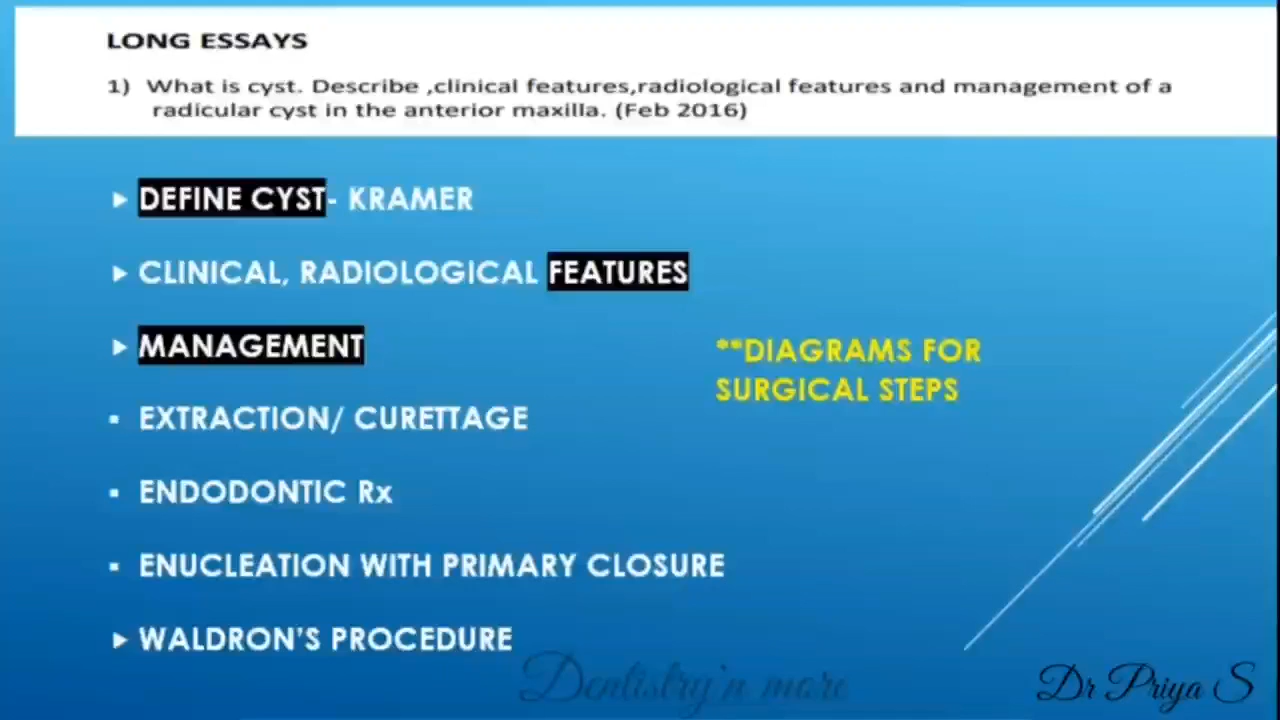 LONG ESSAYS
1) What is cyst. Describe ,clinical features,radiological features and management of a
radicular cyst in the anterior maxilla. (Feb 2016)
DEFINE CYST- KRAMER
CLINICAL, RADIOLOGICAL FEATURES
MANAGEMENT
**DIAGRAMS FOR
SURGICAL STEPS
EXTRACTION/ CURETTAGE
ENDODONTIC Rx
ENUCLEATION WITH PRIMARY CLOSURE
WALDRON'S PROCEDURE
Dentistry'n more
Dr Priya S